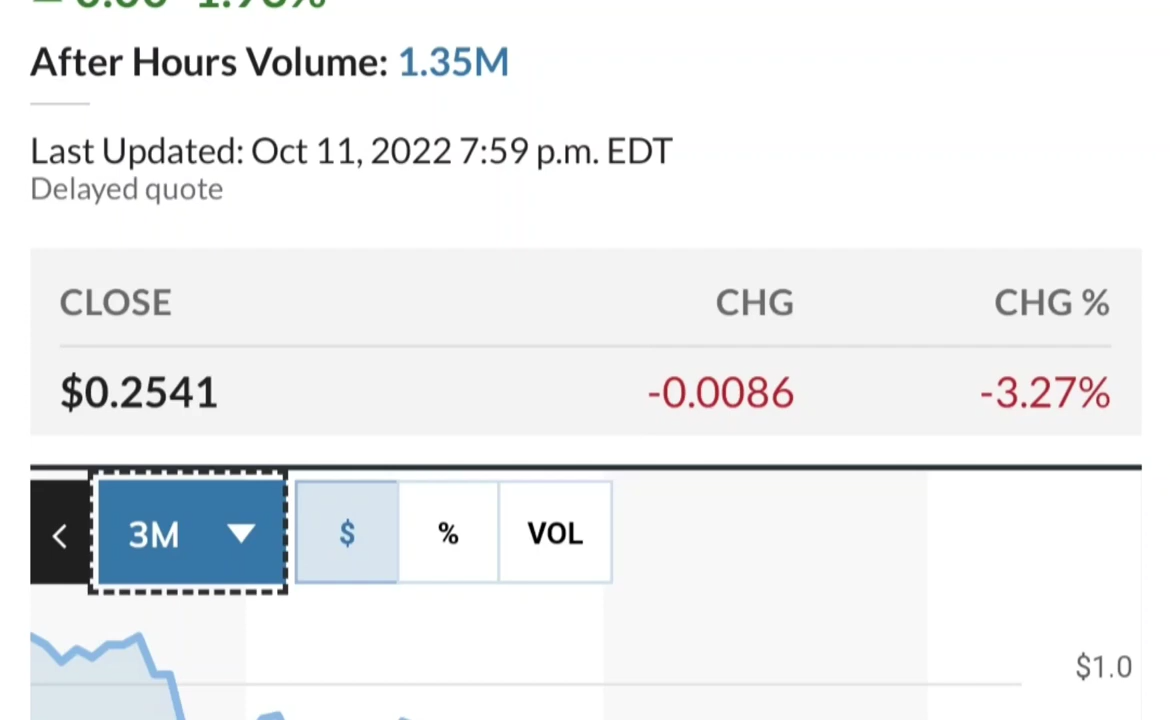 After Hours Volume: 1.35M
Last Updated: Oct 11, 2022 7:59 p.m. EDT
Delayed quote
CLOSE CHG CHG %
$0.2541 -0.0086 -3.27%
< 3M ▼ $ % VOL
$1.0